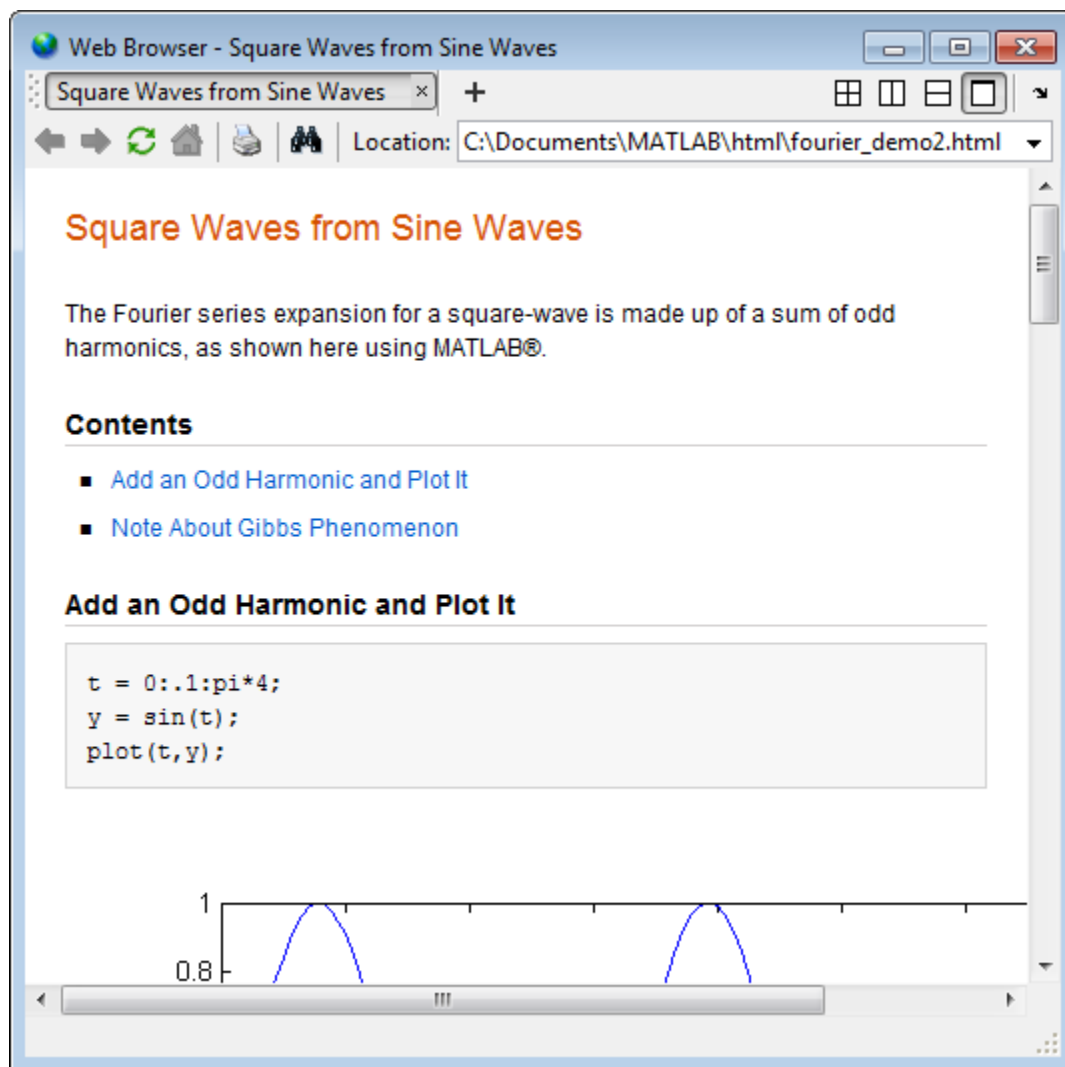 Web Browser - Square Waves from Sine Waves
Square Waves from Sine Waves
Location: C:\Documents\MATLAB\html\fourier_demo2.html
Square Waves from Sine Waves
The Fourier series expansion for a square-wave is made up of a sum of odd
harmonics, as shown here using MATLAB®.
Contents
Add an Odd Harmonic and Plot It
Note About Gibbs Phenomenon
Add an Odd Harmonic and Plot It
t = 0:.1:pi*4;
y = sin(t);
plot(t,y);
1
0.8